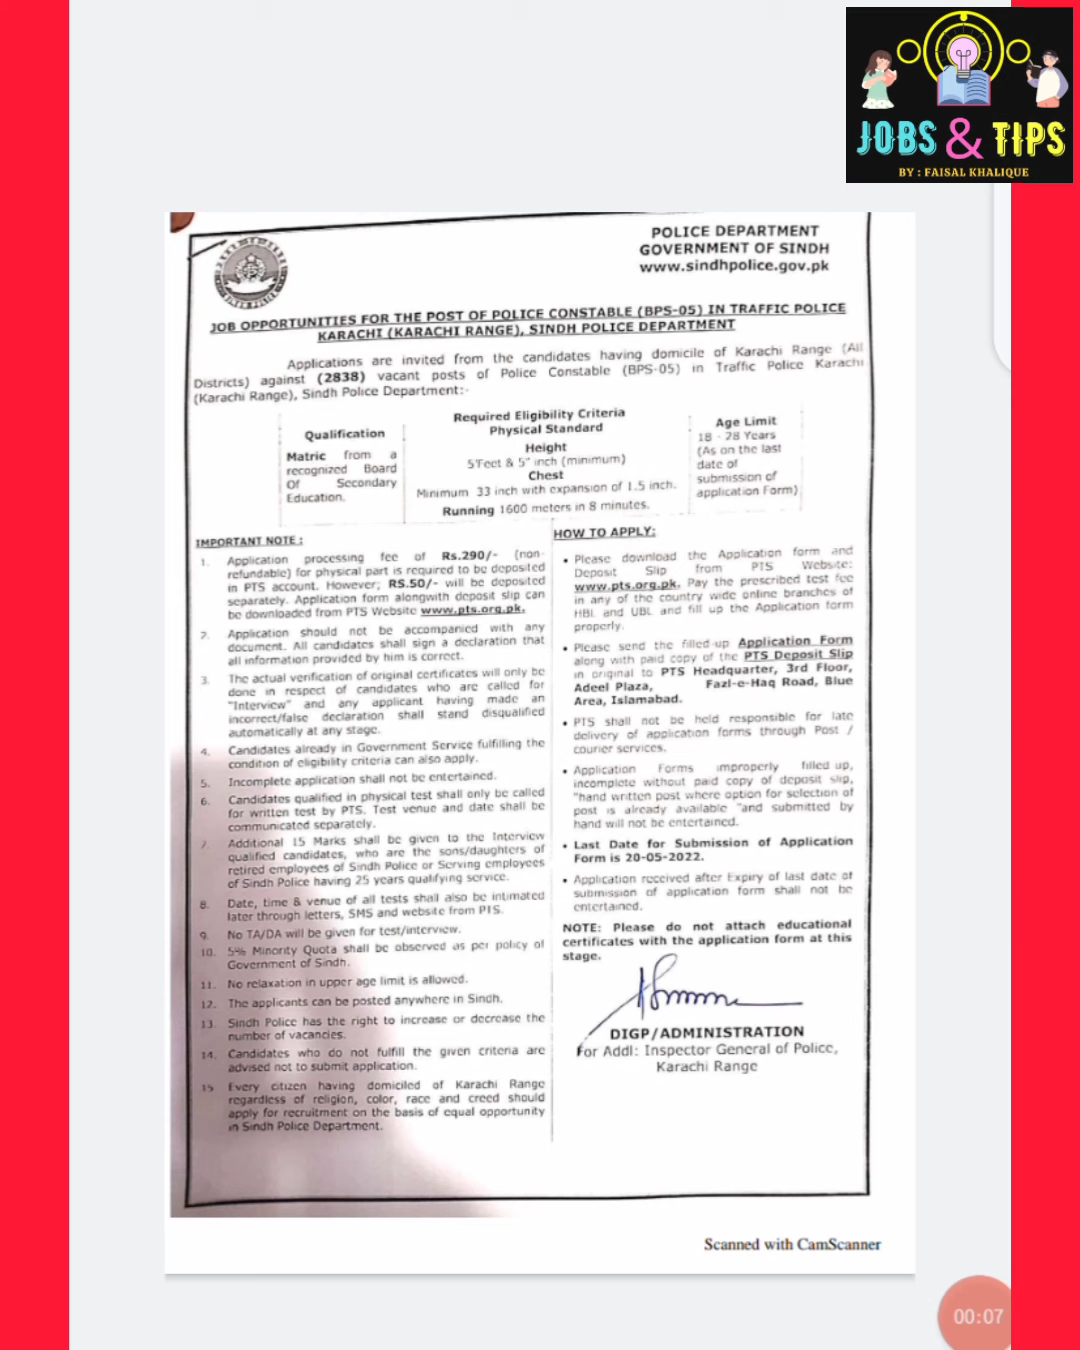 JOBS & TIPS
BY : FAISAL KHALIQUE
POLICE DEPARTMENT
GOVERNMENT OF SINDH
www.sindhpolice.gov.pk
JOB OPPORTUNITIES FOR THE POST OF POLICE CONSTABLE (BPS-05) IN TRAFFIC POLICE
KARACHI (KARACHI RANGE), SINDH POLICE DEPARTMENT
Applications are invited from the candidates having domicile of Karachi Range (All
Districts) against (2838) vacant posts of Police Constable (BPS-05) in Traffic Police Karachi
(Karachi Range), Sindh Police Department:-
Qualification
Matric from a
recognized Board
Of Secondary
Education.
Required Eligibility Criteria
Physical Standard
Height
5'Feet & 5" inch (minimum)
Chest
Minimum 33 inch with expansion of 1.5 inch.
Running 1600 meters in 8 minutes.
Age Limit
18 - 28 Years
(As on the last
date of
submission of
application Form)
IMPORTANT NOTE :
1. Application processing fee of Rs.290/- (non-
refundable) for physical part is required to be deposited
in PTS account. However; RS.50/- will be deposited
separately. Application form alongwith deposit slip can
be downloaded from PTS Website www.pts.org.pk.
2. Application should not be accompanied with any
document. All candidates shall sign a declaration that
all information provided by him is correct.
3. The actual verification of original certificates will only be
done in respect of candidates who are called for
"Interview" and any applicant having made an
incorrect/false declaration shall stand disqualified
automatically at any stage.
4. Candidates already in Government Service fulfilling the
condition of eligibility criteria can also apply.
5. Incomplete application shall not be entertained.
6. Candidates qualified in physical test shall only be called
for written test by PTS. Test venue and date shall be
communicated separately.
7. Additional 15 Marks shall be given to the Interview
qualified candidates, who are the sons/daughters of
retired employees of Sindh Police or Serving employees
of Sindh Police having 25 years qualifying service.
8. Date, time & venue of all tests shall also be intimated
later through letters, SMS and website from PTS.
9. No TA/DA will be given for test/interview.
10. 5% Minority Quota shall be observed as per policy of
Government of Sindh.
11. No relaxation in upper age limit is allowed.
12. The applicants can be posted anywhere in Sindh.
13. Sindh Police has the right to increase or decrease the
number of vacancies.
14. Candidates who do not fulfill the given criteria are
advised not to submit application.
15 Every citizen having domiciled of Karachi Range
regardless of religion, color, race and creed should
apply for recruitment on the basis of equal opportunity
in Sindh Police Department.
HOW TO APPLY:
• Please download the Application form and
Deposit Slip from PTS Website:
www.pts.org.pk. Pay the prescribed test fee
in any of the country wide online branches of
HBL and UBL and fill up the Application form
properly.
• Please send the filled-up Application Form
along with paid copy of the PTS Deposit Slip
in original to PTS Headquarter, 3rd Floor,
Adeel Plaza, Fazl-e-Haq Road, Blue
Area, Islamabad.
• PTS shall not be held responsible for late
delivery of application forms through Post /
courier services.
• Application Forms improperly filled up,
incomplete without paid copy of deposit slip,
"hand written post where option for selection of
post is already available "and submitted by
hand will not be entertained.
• Last Date for Submission of Application
Form is 20-05-2022.
• Application received after Expiry of last date of
submission of application form shall not be
entertained.
NOTE: Please do not attach educational
certificates with the application form at this
stage.
DIGP/ADMINISTRATION
For Addl: Inspector General of Police,
Karachi Range
Scanned with CamScanner
00:07